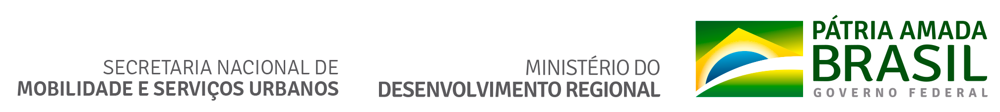 SECRETARIA NACIONAL DE
MOBILIDADE E SERVIÇOS URBANOS
MINISTÉRIO DO
DESENVOLVIMENTO REGIONAL
PÁTRIA AMADA
BRASIL
GOVERNO FEDERAL